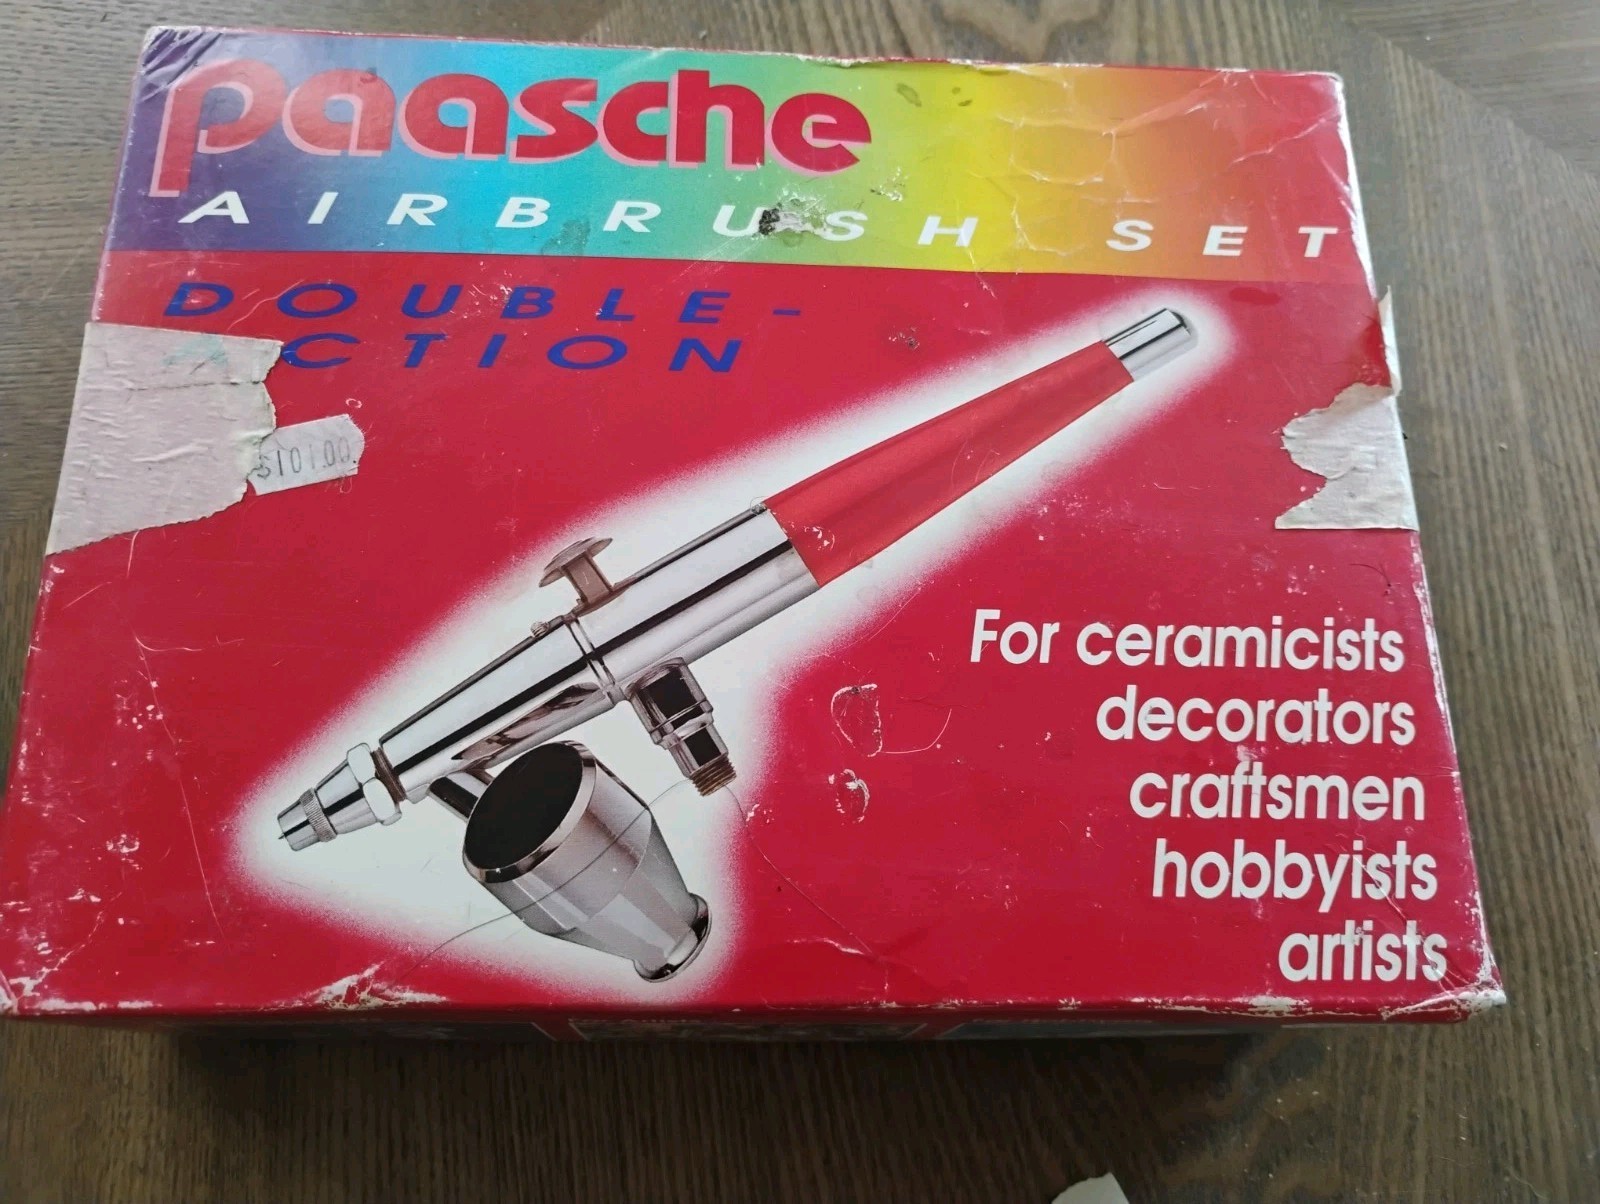 paasche
AIRBRUSH SET
DOUBLE-
CTION
$101.00
For ceramicists
decorators
craftsmen
hobbyists
artists